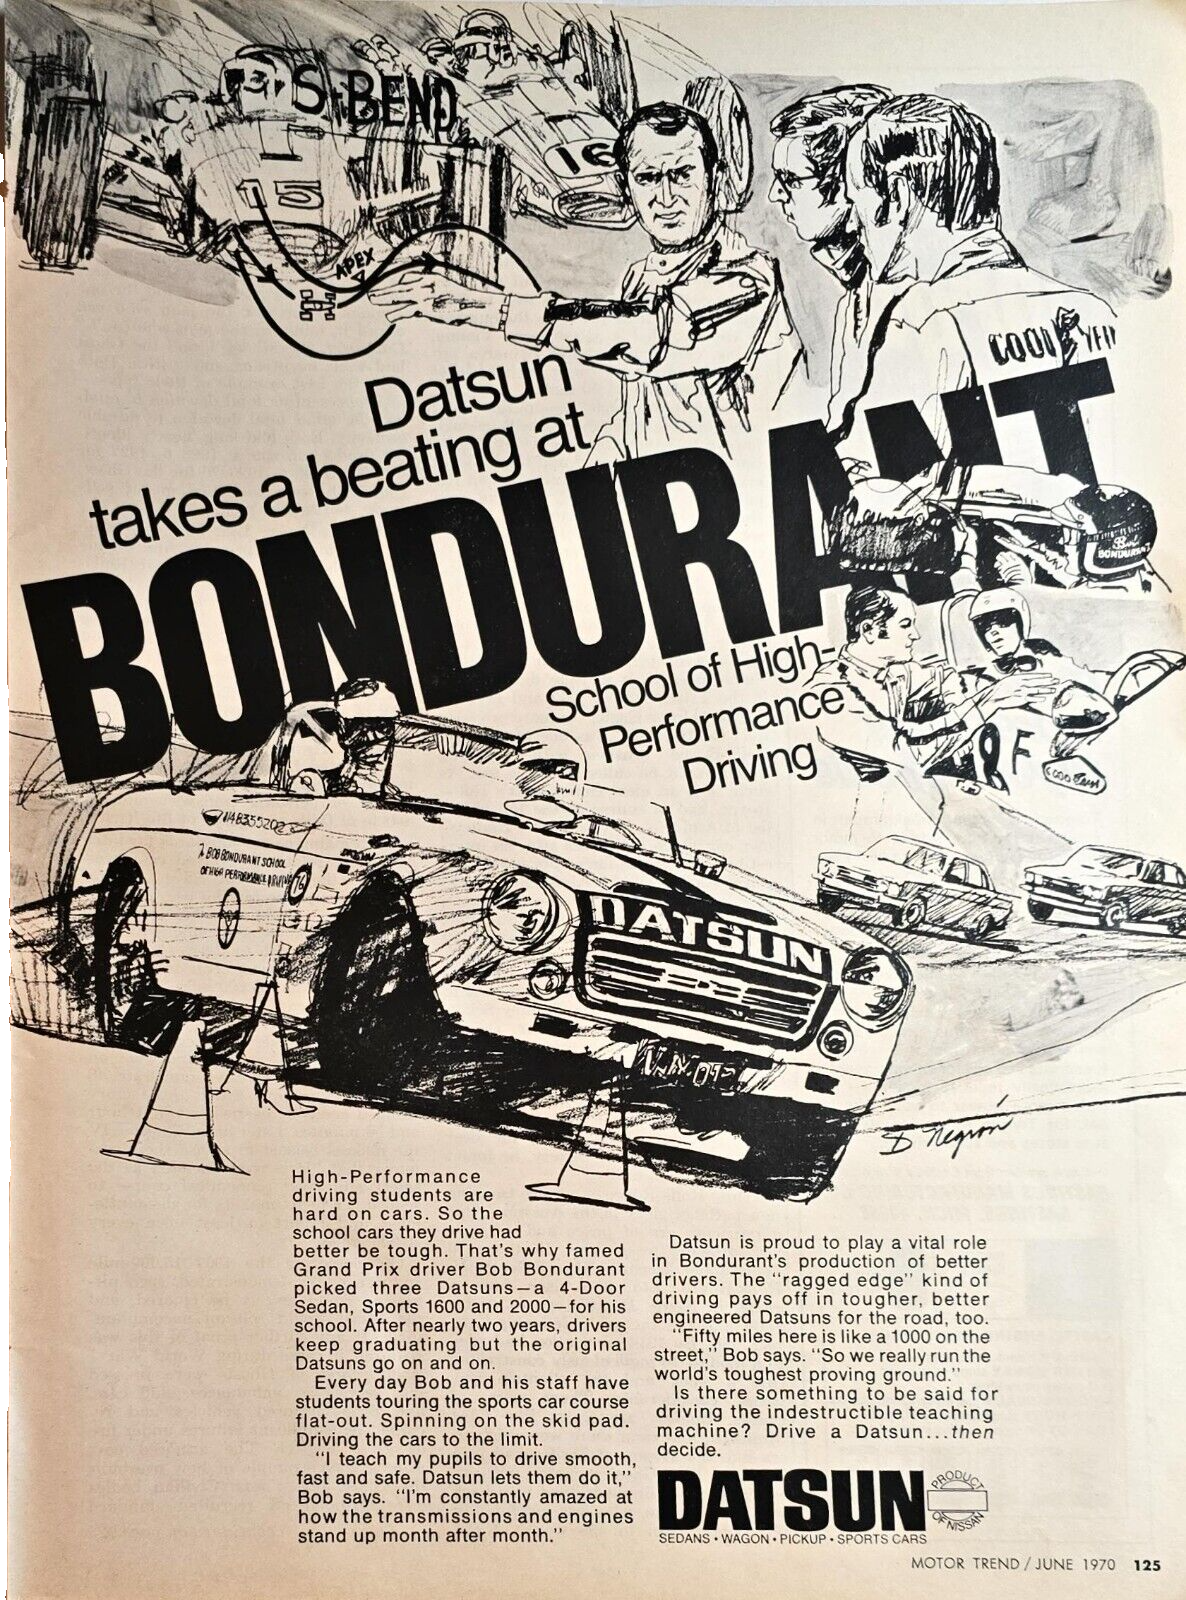 S-BEND
15
16
APEX
GOODYEAR
Datsun
takes a beating at
BONDURANT
School of High-
Performance
Driving
Bob
BONDURANT
8 F
BOB BONDURANT SCHOOL
OF HIGH PERFORMANCE DRIVING
76
DATSUN
D Negron
High-Performance
driving students are
hard on cars. So the
school cars they drive had
better be tough. That's why famed
Grand Prix driver Bob Bondurant
picked three Datsuns—a 4-Door
Sedan, Sports 1600 and 2000—for his
school. After nearly two years, drivers
keep graduating but the original
Datsuns go on and on.
Every day Bob and his staff have
students touring the sports car course
flat-out. Spinning on the skid pad.
Driving the cars to the limit.
"I teach my pupils to drive smooth,
fast and safe. Datsun lets them do it,"
Bob says. "I'm constantly amazed at
how the transmissions and engines
stand up month after month."
Datsun is proud to play a vital role
in Bondurant's production of better
drivers. The "ragged edge" kind of
driving pays off in tougher, better
engineered Datsuns for the road, too.
"Fifty miles here is like a 1000 on the
street," Bob says. "So we really run the
world's toughest proving ground."
Is there something to be said for
driving the indestructible teaching
machine? Drive a Datsun...then
decide.
DATSUN
PRODUCT
OF NISSAN
SEDANS • WAGON • PICKUP • SPORTS CARS
MOTOR TREND / JUNE 1970 125